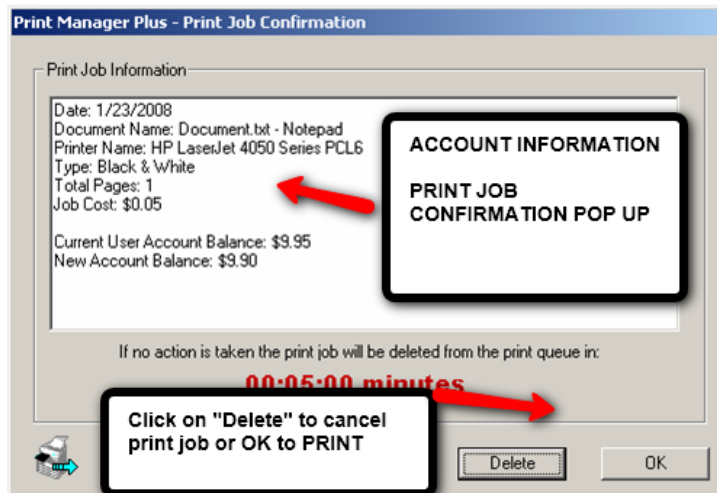 Print Manager Plus - Print Job Confirmation
Print Job Information
Date: 1/23/2008
Document Name: Document.txt - Notepad
Printer Name: HP LaserJet 4050 Series PCL6
Type: Black & White
Total Pages: 1
Job Cost: $0.05
Current User Account Balance: $9.95
New Account Balance: $9.90
ACCOUNT INFORMATION
PRINT JOB
CONFIRMATION POP UP
If no action is taken the print job will be deleted from the print queue in:
00:05:00 minutes
Click on "Delete" to cancel
print job or OK to PRINT
Delete
OK